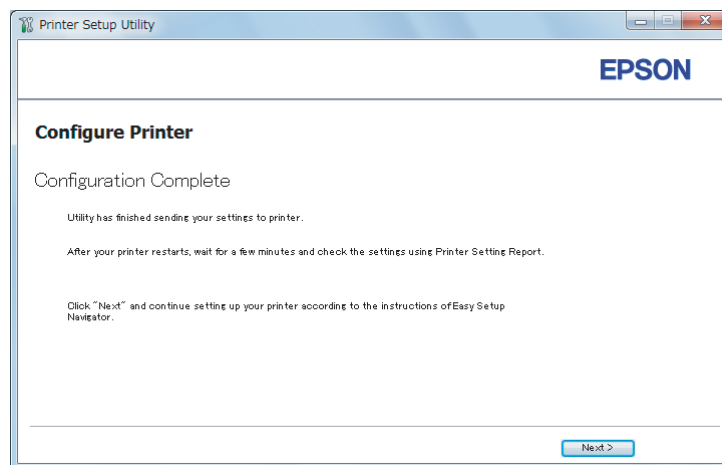 Printer Setup Utility
EPSON
Configure Printer
Configuration Complete
Utility has finished sending your settings to printer.
After your printer restarts, wait for a few minutes and check the settings using Printer Setting Report.
Click "Next" and continue setting up your printer according to the instructions of Easy Setup
Navigator.
Next >